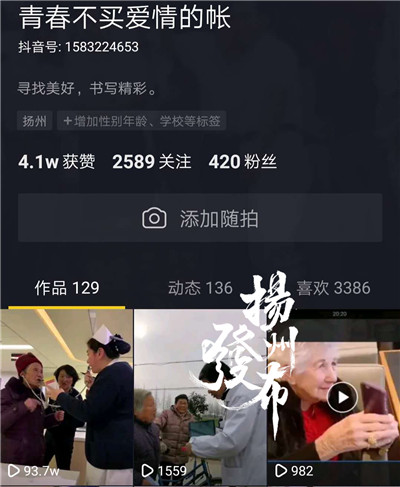 青春不买爱情的帐
抖音号: 1583224653
寻找美好，书写精彩。
扬州 +增加性别年龄、学校等标签
4.1w 获赞 2589 关注 420 粉丝
添加随拍
作品 129 动态 136 喜欢 3386
揚州發布
20:20
93.7w 1559 982